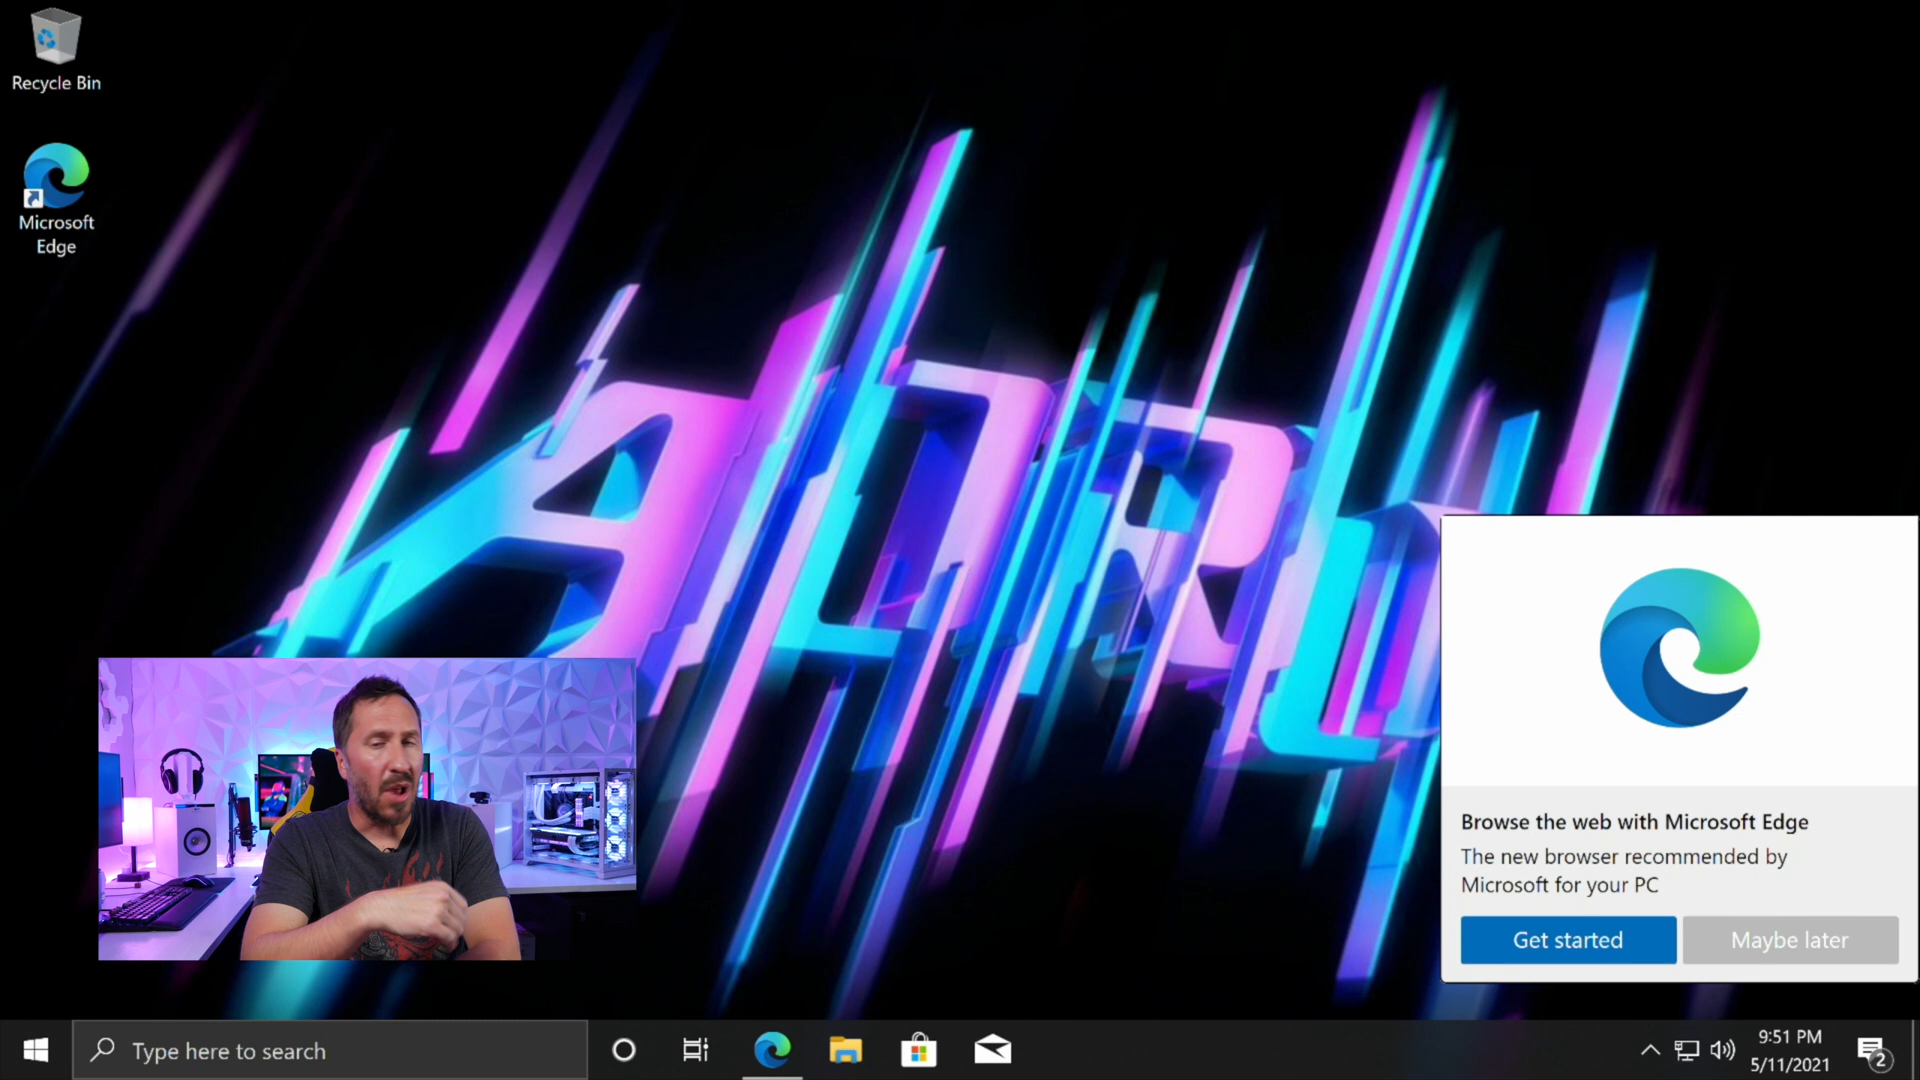 Recycle Bin
Microsoft
Edge
AORU
Browse the web with Microsoft Edge
The new browser recommended by
Microsoft for your PC
Get started
Maybe later
Type here to search
9:51 PM
5/11/2021
2